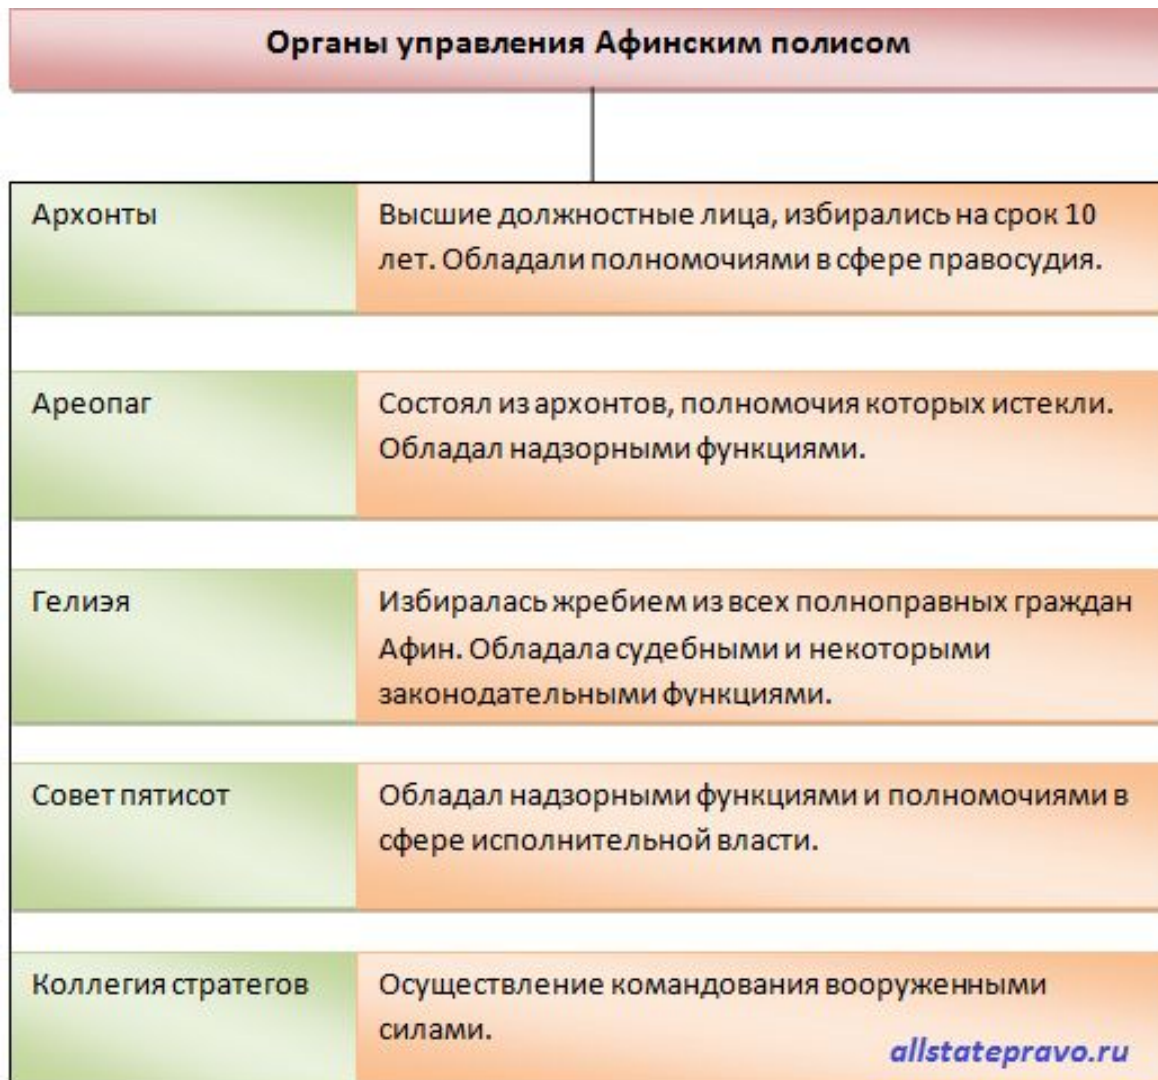 Органы управления Афинским полисом
Архонты
Высшие должностные лица, избирались на срок 10
лет. Обладали полномочиями в сфере правосудия.
Ареопаг
Состоял из архонтов, полномочия которых истекли.
Обладал надзорными функциями.
Гелиэя
Избиралась жребием из всех полноправных граждан
Афин. Обладала судебными и некоторыми
законодательными функциями.
Совет пятисот
Обладал надзорными функциями и полномочиями в
сфере исполнительной власти.
Коллегия стратегов
Осуществление командования вооруженными
силами.
allstatepravo.ru